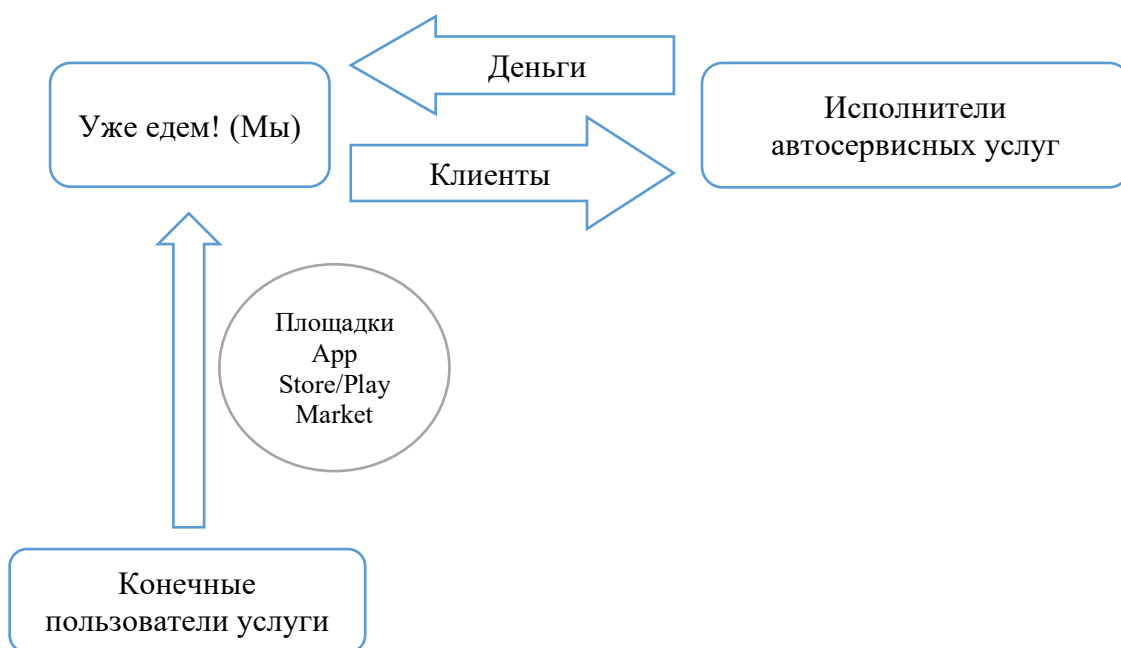 Деньги
Уже едем! (Мы)
Исполнители
автосервисных услуг
Клиенты
Площадки
App
Store/Play
Market
Конечные
пользователи услуги